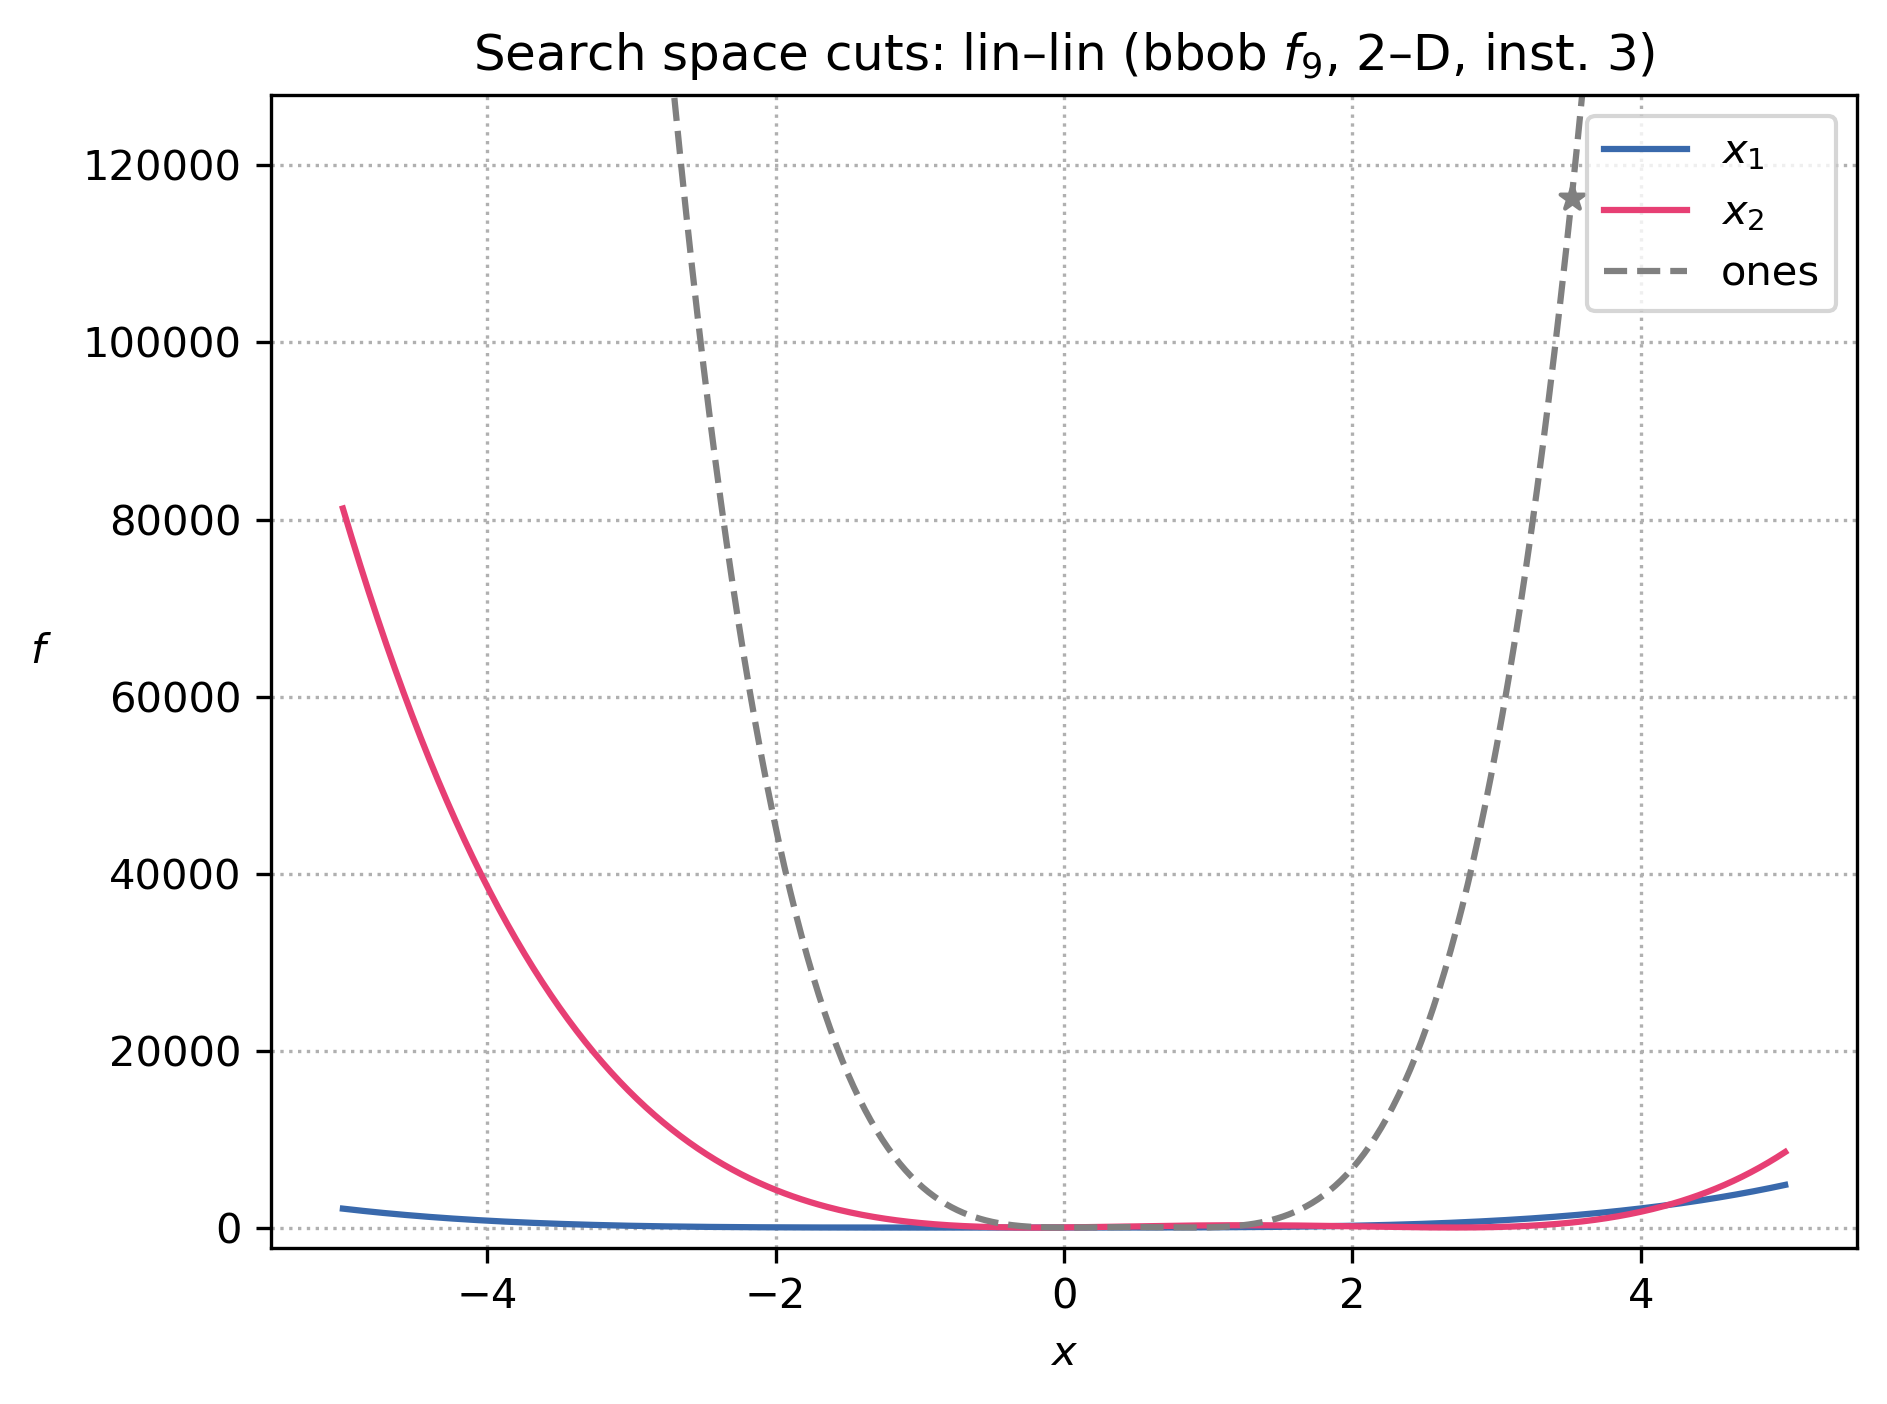 Search space cuts: lin–lin (bbob f₉, 2–D, inst. 3)
x₁
x₂
ones
120000
100000
80000
60000
40000
20000
0
f
−4
−2
0
2
4
x